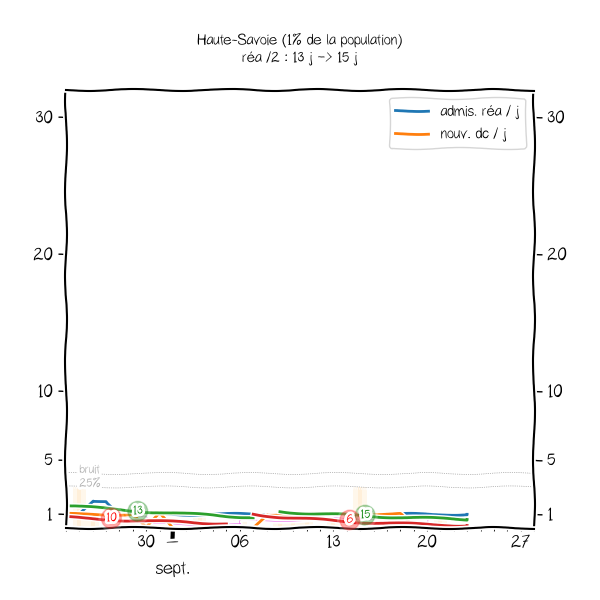 Haute-Savoie (1% de la population)
réa /2 : 13 j -> 15 j
admis. réa / j
nouv. dc / j
30 30
20 20
10 10
5 5
bruit
25%
1 1
10 13 6 15
30 06 13 20 27
sept.